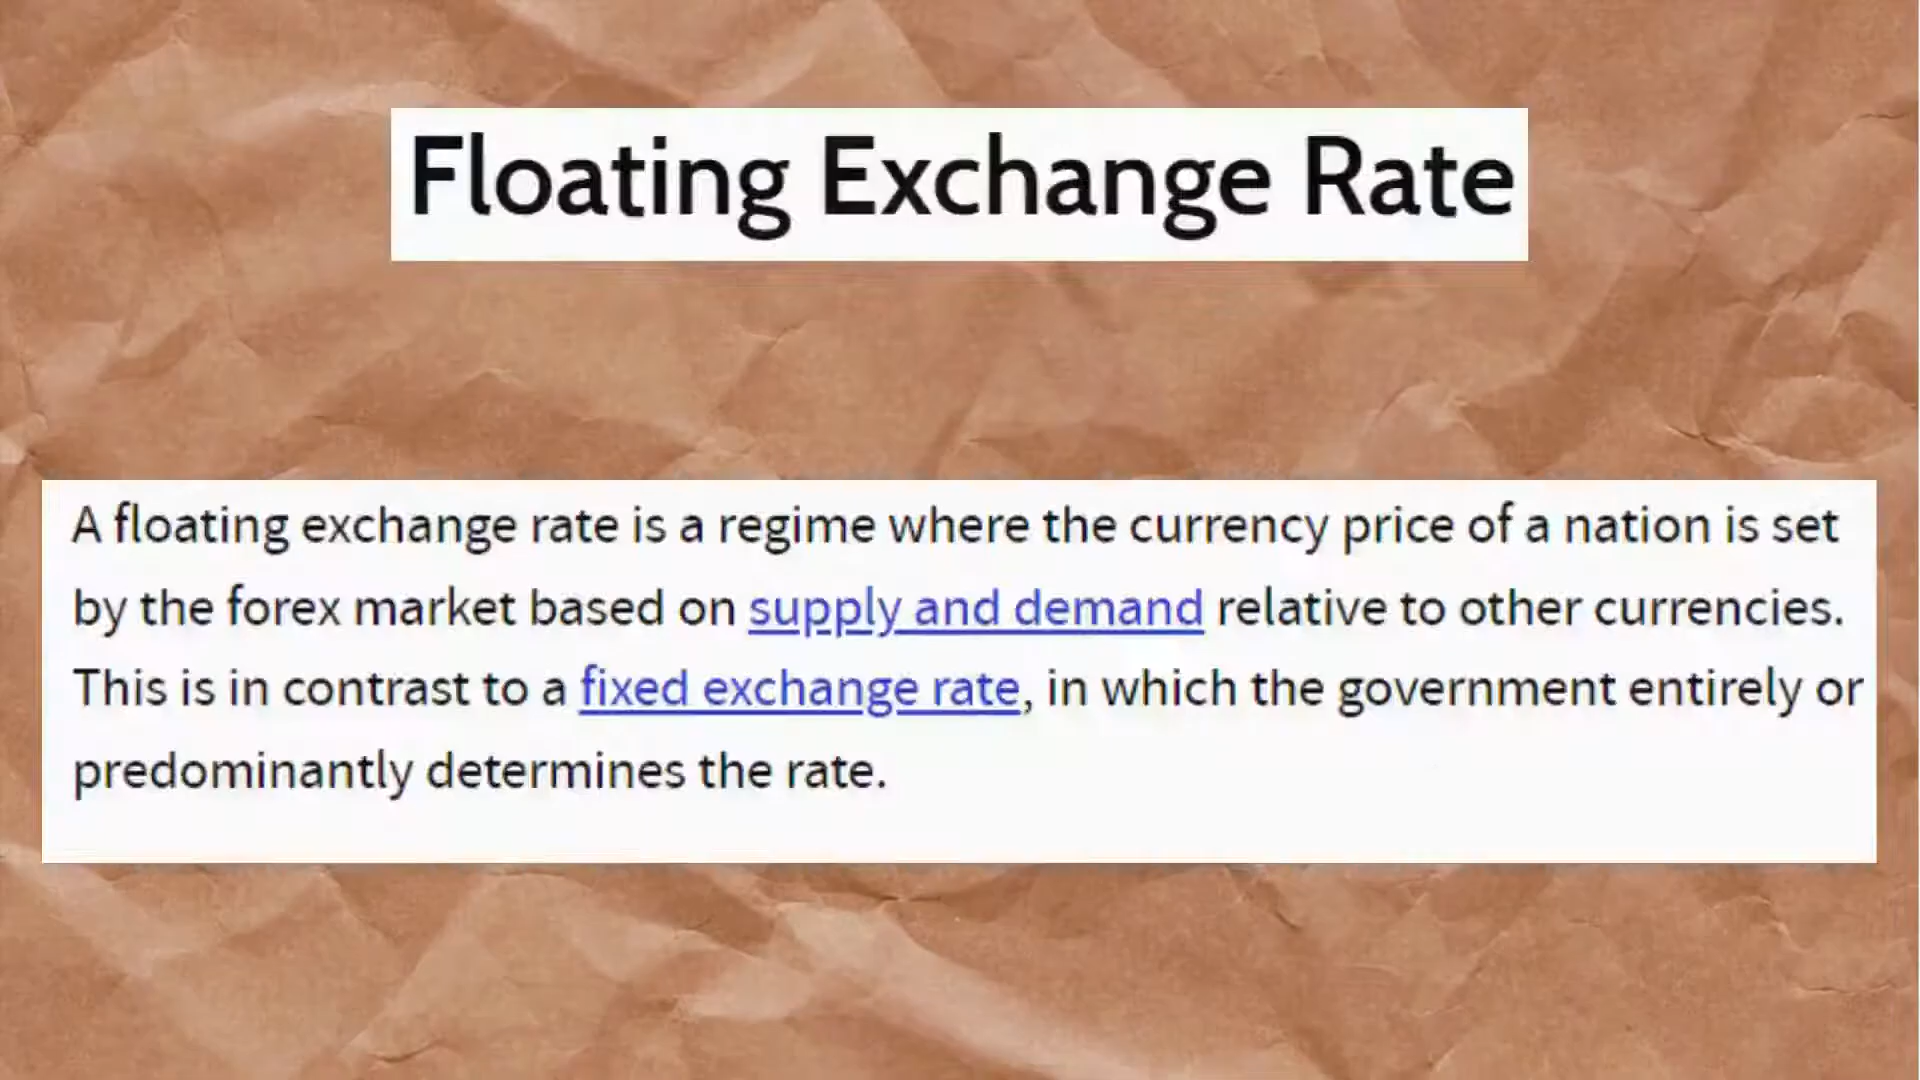 Floating Exchange Rate
A floating exchange rate is a regime where the currency price of a nation is set
by the forex market based on supply and demand relative to other currencies.
This is in contrast to a fixed exchange rate, in which the government entirely or
predominantly determines the rate.